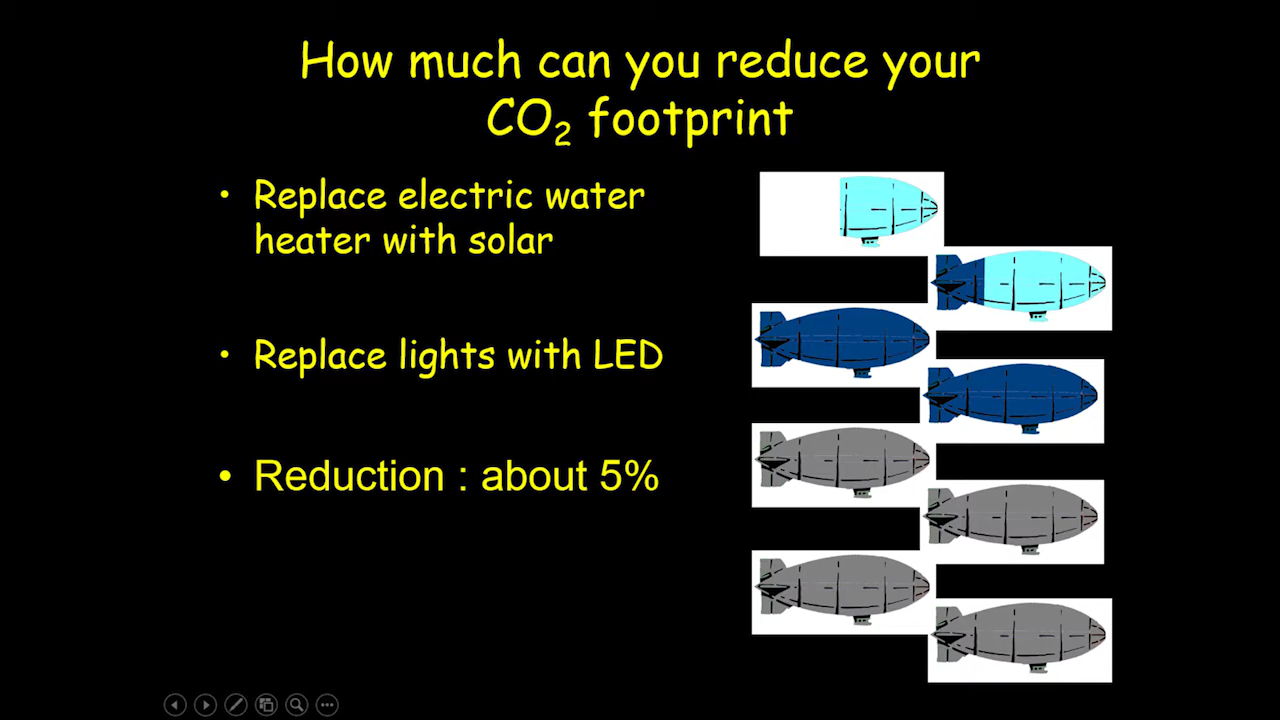 How much can you reduce your
CO₂ footprint
• Replace electric water
heater with solar
• Replace lights with LED
• Reduction : about 5%